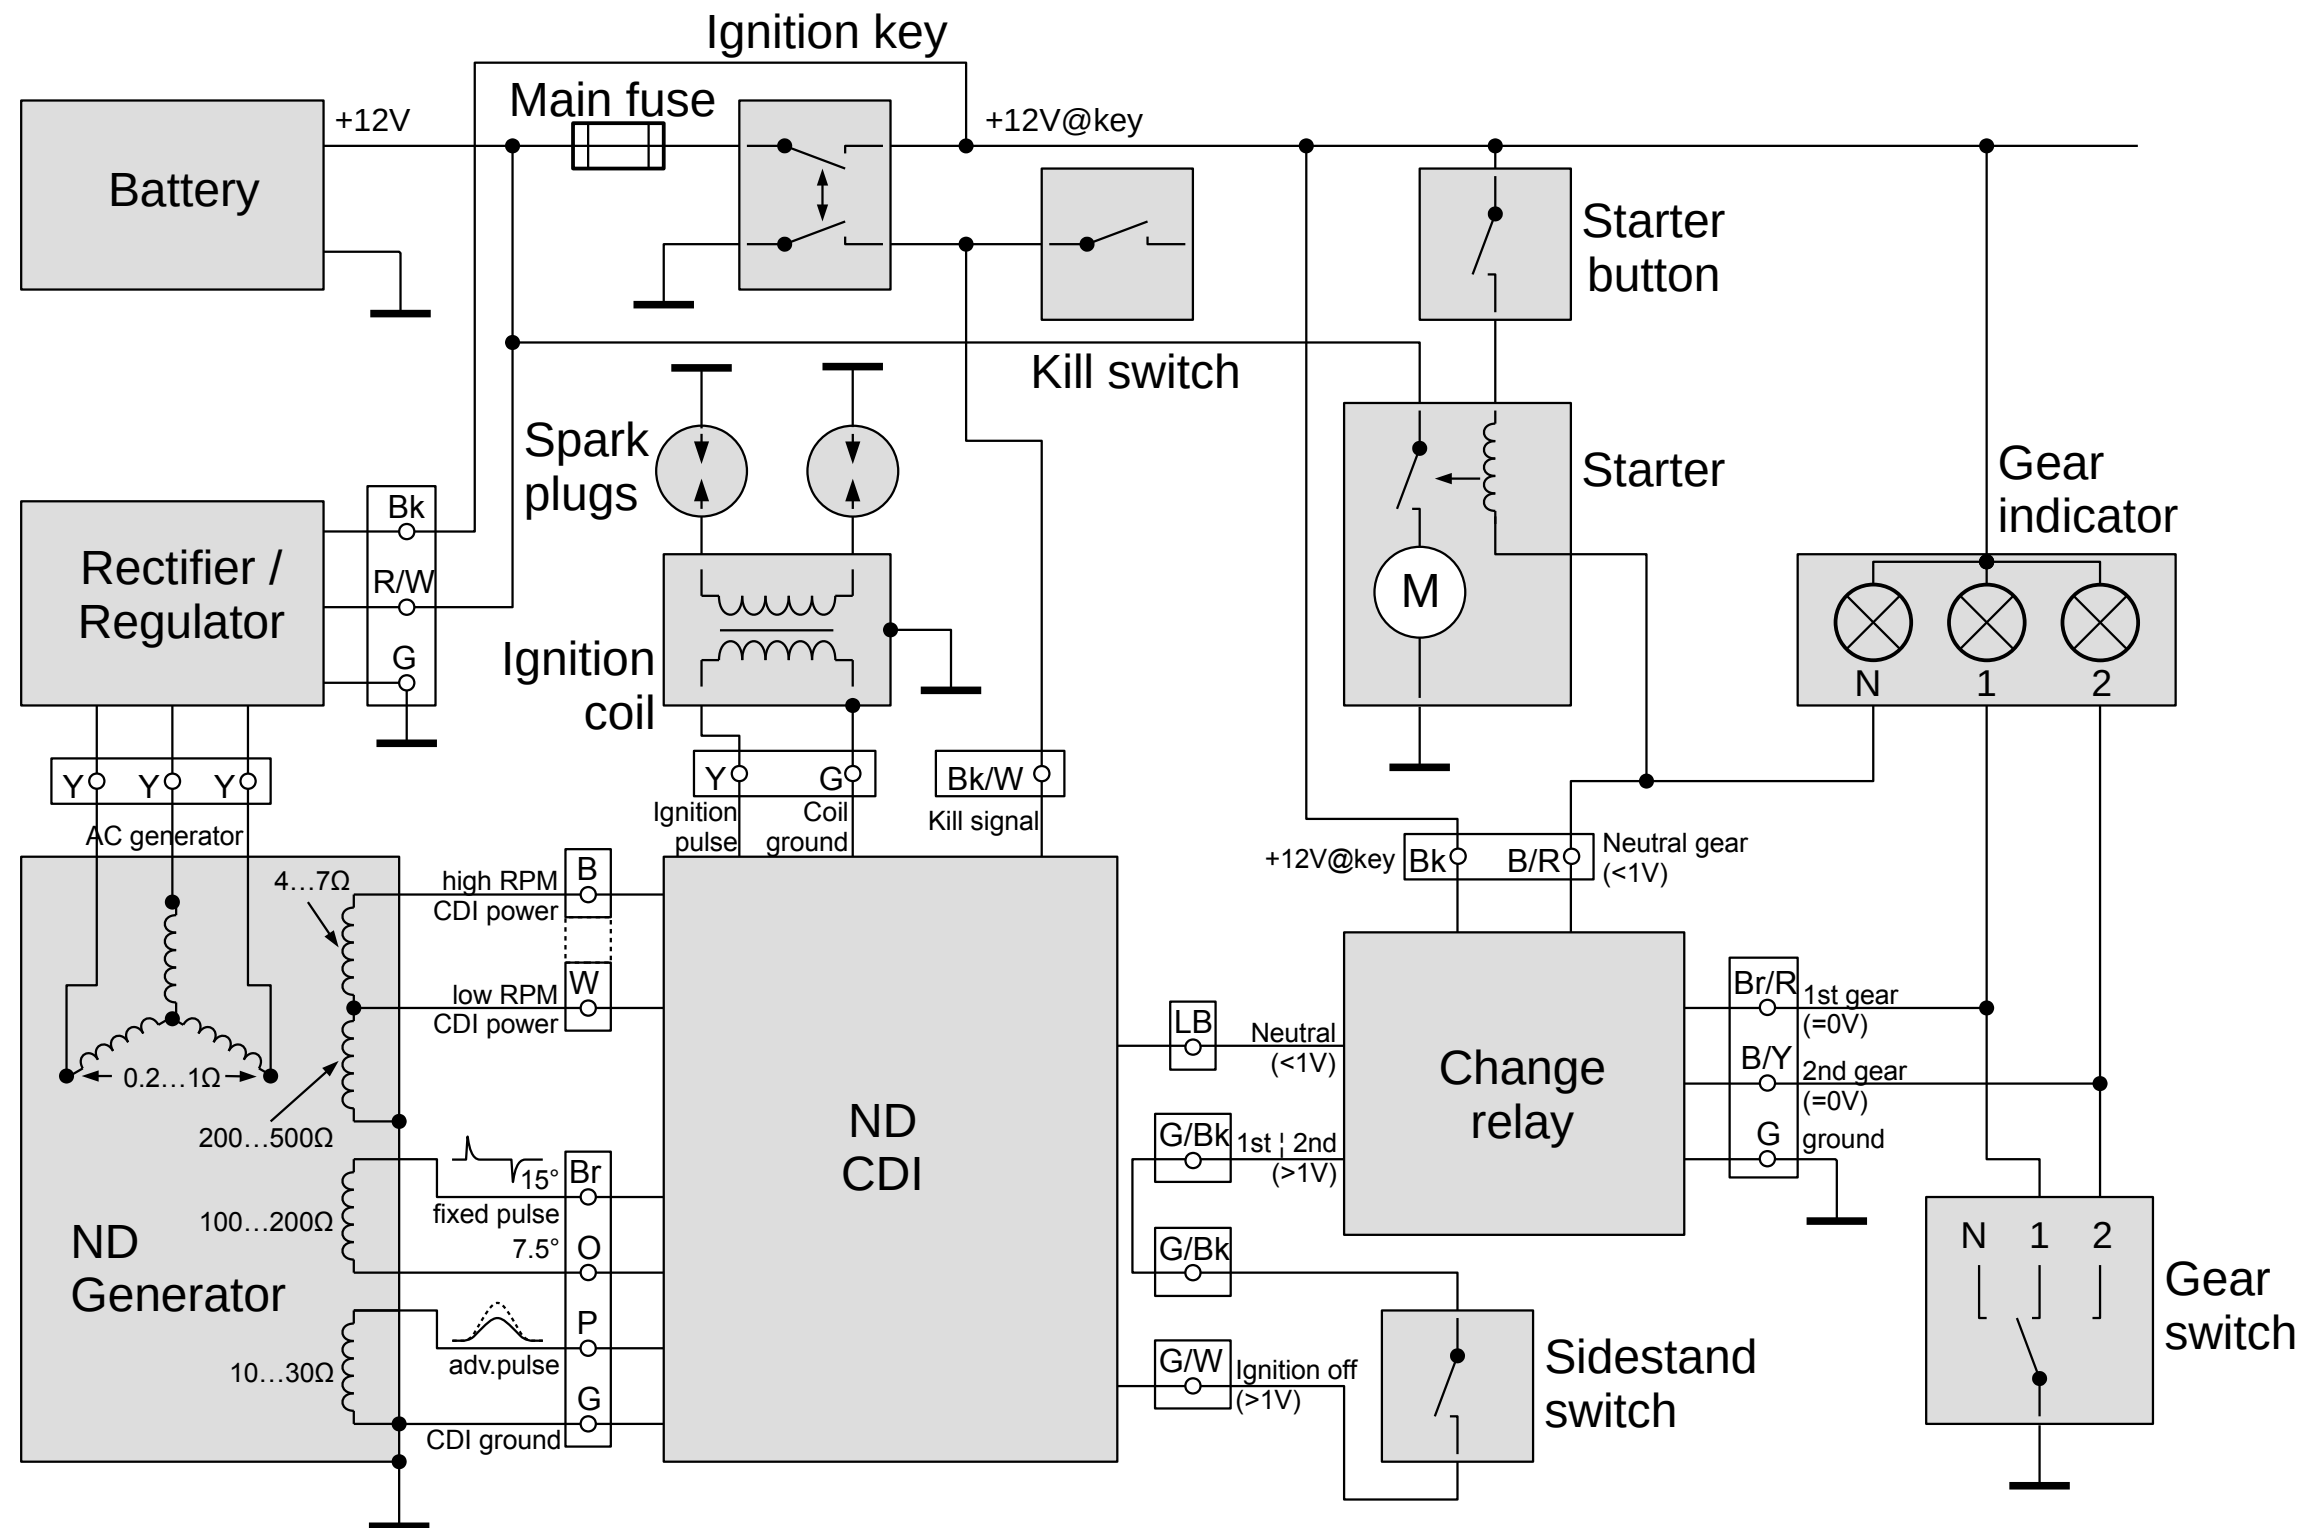 Ignition key
Main fuse
+12V
+12V@key
Battery
Starter
button
Kill switch
Spark
plugs
Starter
Gear
indicator
Bk
R/W
G
Rectifier /
Regulator
M
N
1
2
Ignition
coil
Y
Y
Y
Y
G
Bk/W
AC generator
Ignition
pulse
Coil
ground
Kill signal
+12V@key
Bk
B/R
Neutral gear
(<1V)
4…7Ω
high RPM
CDI power
B
low RPM
CDI power
W
0.2…1Ω
200…500Ω
LB
Neutral
(<1V)
Change
relay
Br/R
1st gear
(=0V)
B/Y
2nd gear
(=0V)
G
ground
ND
CDI
G/Bk
1st ¦ 2nd
(>1V)
15°
Br
fixed pulse
100…200Ω
7.5°
O
ND
Generator
G/Bk
N
1
2
Gear
switch
P
adv.pulse
10…30Ω
G/W
Ignition off
(>1V)
Sidestand
switch
G
CDI ground